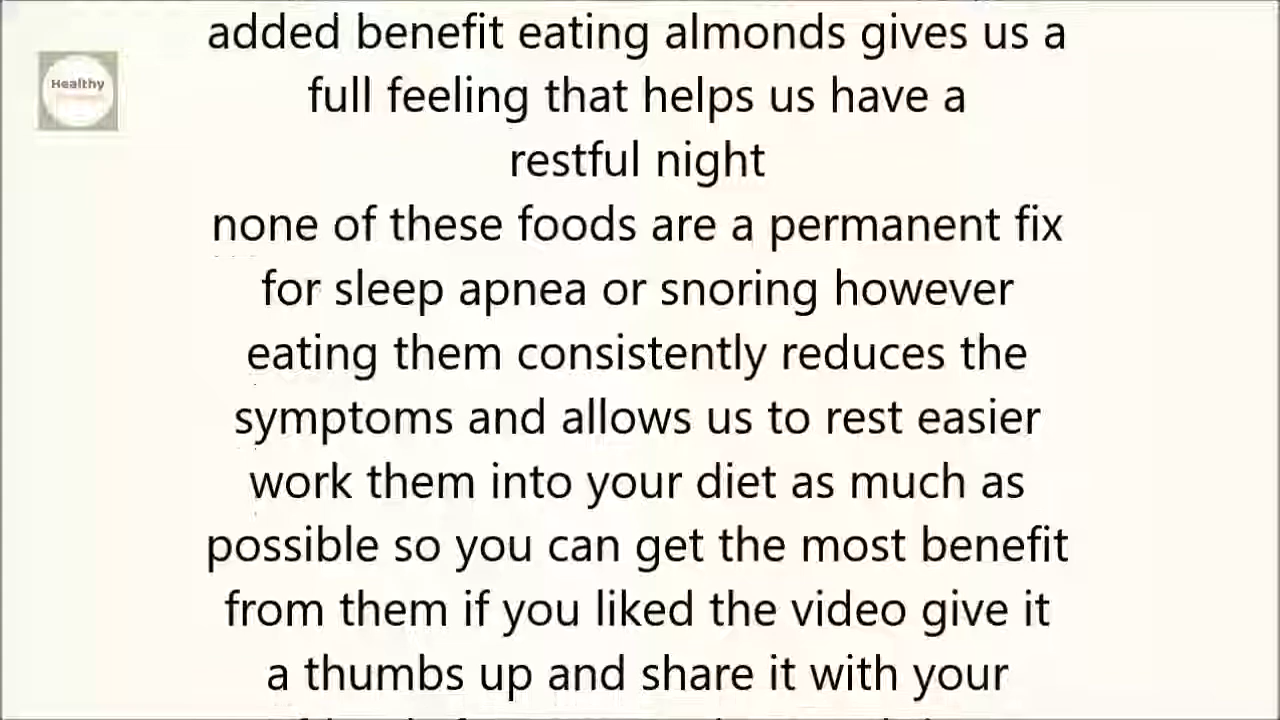 added benefit eating almonds gives us a
Healthy
full feeling that helps us have a
restful night
none of these foods are a permanent fix
for sleep apnea or snoring however
eating them consistently reduces the
symptoms and allows us to rest easier
work them into your diet as much as
possible so you can get the most benefit
from them if you liked the video give it
a thumbs up and share it with your